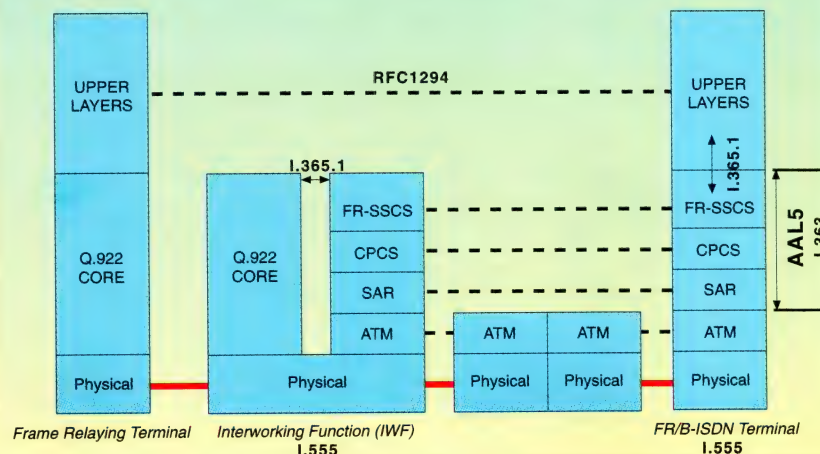 RFC1294
UPPER
LAYERS
UPPER
LAYERS
I.365.1
I.365.1
Q.922
CORE
Q.922
CORE
FR-SSCS
CPCS
SAR
ATM
ATM
ATM
FR-SSCS
CPCS
SAR
ATM
AAL5
I.363
Physical
Physical
Physical
Physical
Physical
Frame Relaying Terminal
Interworking Function (IWF)
I.555
FR/B-ISDN Terminal
I.555